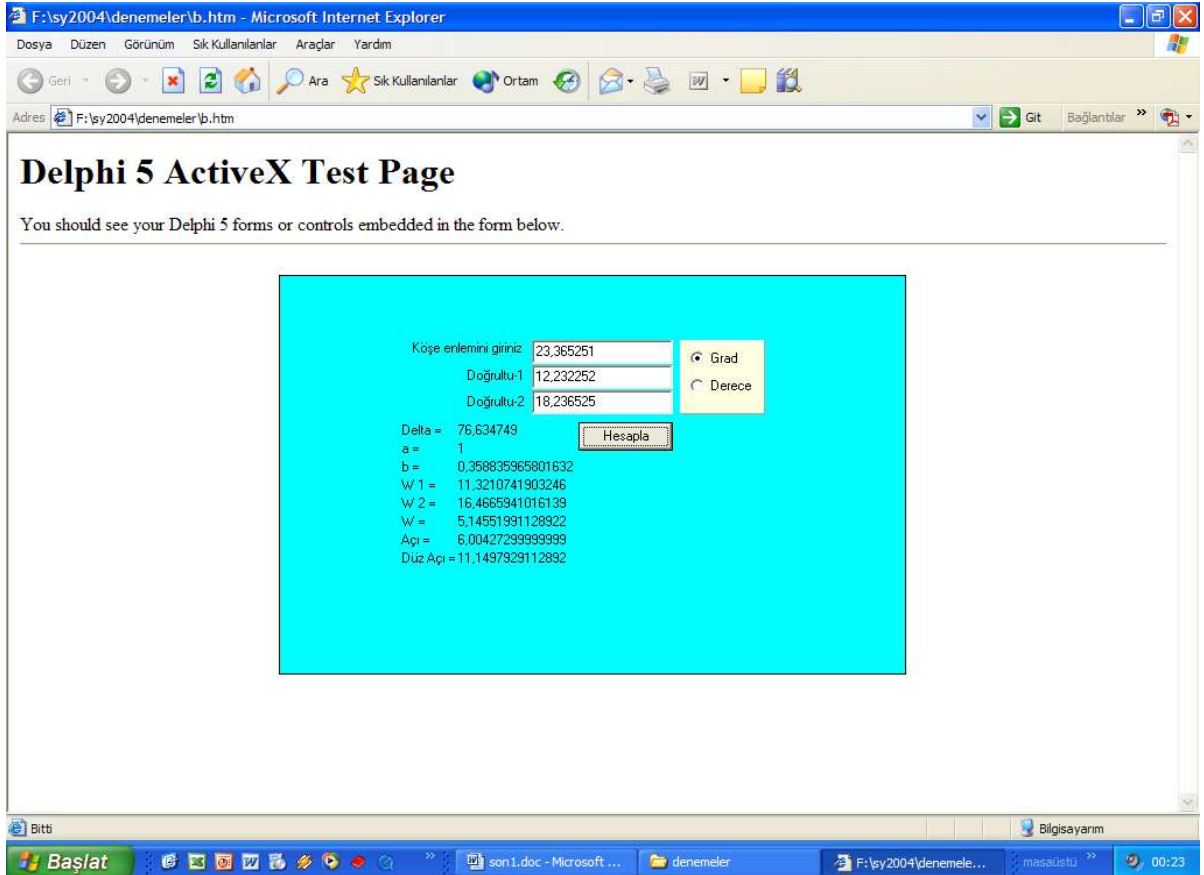 F:\sy2004\denemeler\b.htm - Microsoft Internet Explorer
Dosya Düzen Görünüm Sık Kullanılanlar Araçlar Yardım
Geri Ara Sık Kullanılanlar Ortam
Adres F:\sy2004\denemeler\b.htm Git Bağlantılar »
Delphi 5 ActiveX Test Page
You should see your Delphi 5 forms or controls embedded in the form below.
Köşe enlemini giriniz 23,365251 Grad
Doğrultu-1 12,232252 Derece
Doğrultu-2 18,236525
Delta = 76,634749 Hesapla
a = 1
b = 0,358835965801632
W 1 = 11,3210741903246
W 2 = 16,4665941016139
W = 5,14551991128922
Açı = 6,00427299999999
Düz Açı = 11,1497929112892
Bitti Bilgisayarım
Başlat » son1.doc - Microsoft ... denemeler F:\sy2004\denemele... masaüstü » 00:23